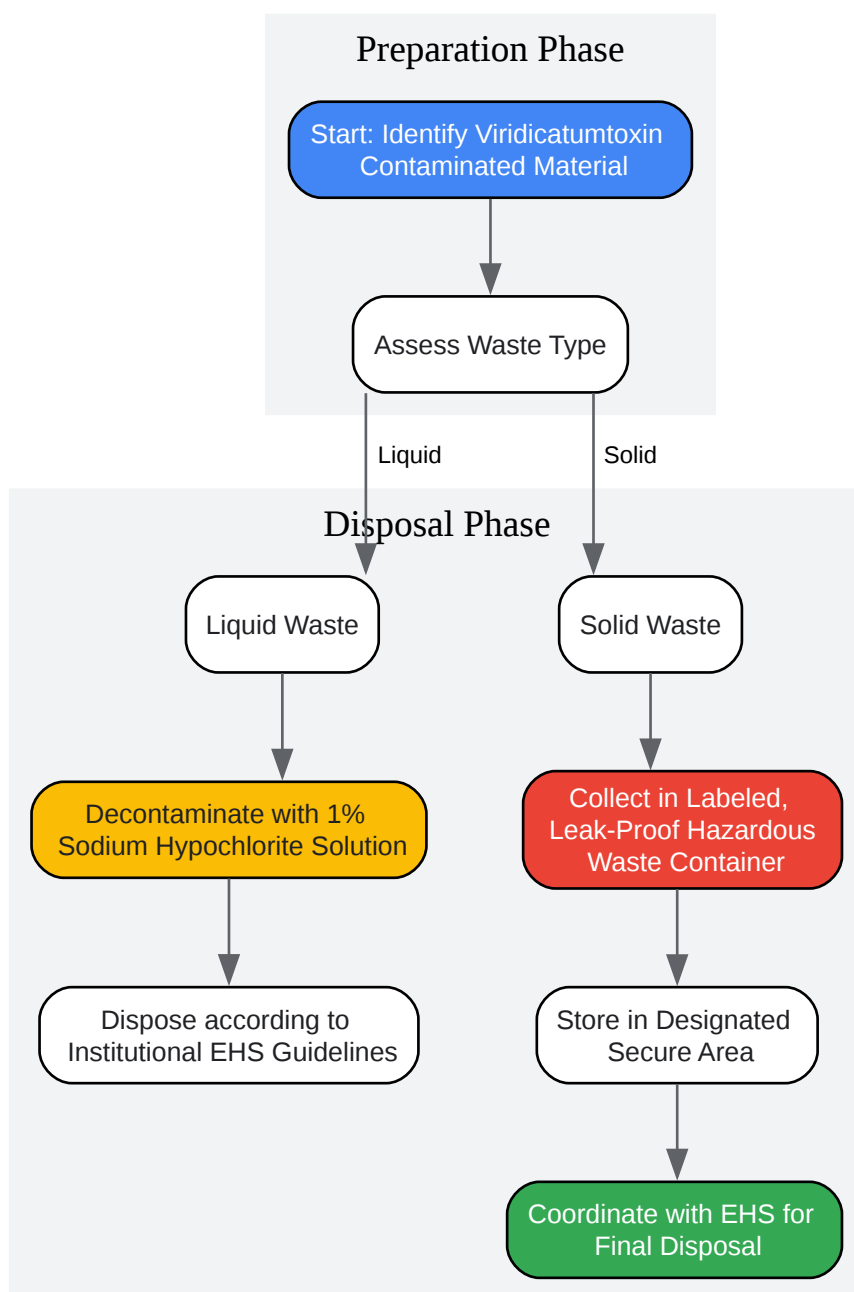 Preparation Phase
Start: Identify Viridicatumtoxin
Contaminated Material
Assess Waste Type
Liquid
Solid
Disposal Phase
Liquid Waste
Solid Waste
Decontaminate with 1%
Sodium Hypochlorite Solution
Collect in Labeled,
Leak-Proof Hazardous
Waste Container
Dispose according to
Institutional EHS Guidelines
Store in Designated
Secure Area
Coordinate with EHS for
Final Disposal